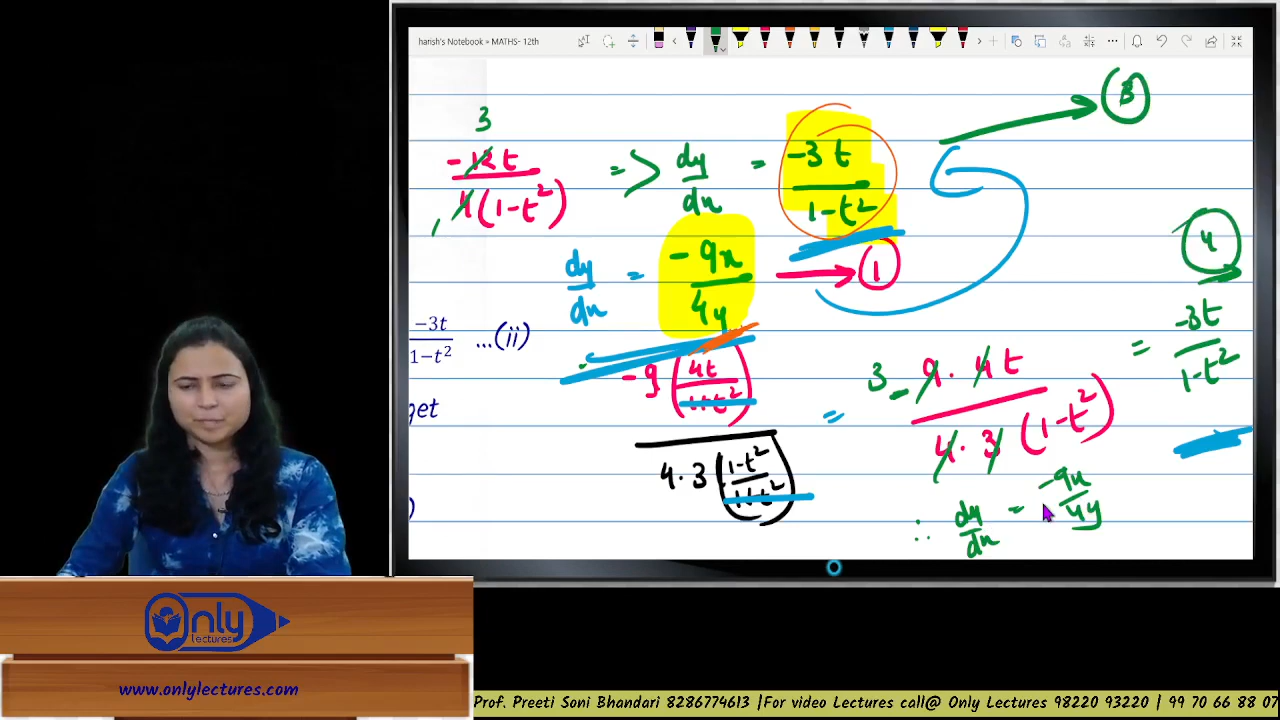 harish's Notebook » MATHS- 12th
3
-12t / 4(1-t²) => dy/dx = -3t / 1-t²
1
3
dy/dx = -9x / 4y → 1
4
-3t / 1-t² ...(ii)
get
)
-9 (4t / 1+t²) / 4.3 (1-t² / 1+t²) = 3 -9.4t / 4.3 (1-t²) = -3t / 1-t²
∴ dy/dx = -9x / 4y
Only
lectures
www.onlylectures.com
Prof. Preeti Soni Bhandari 8286774613 |For video Lectures call@ Only Lectures 98220 93220 | 99 70 66 88 07